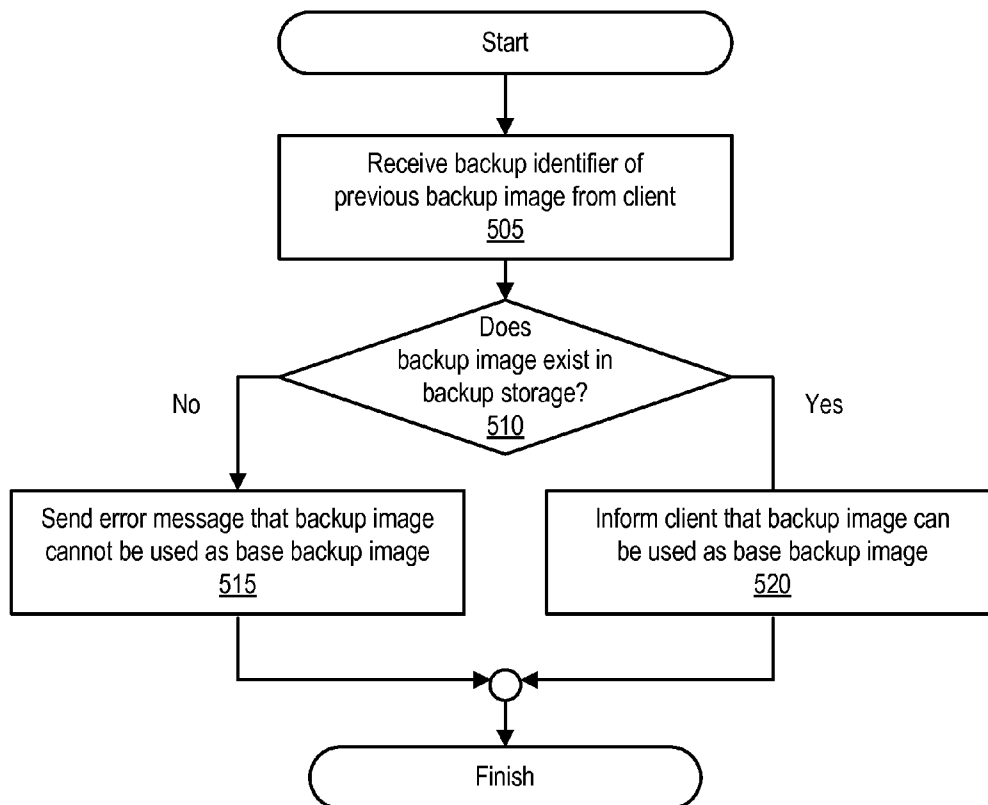 Start
Receive backup identifier of
previous backup image from client
505
Does
backup image exist in
backup storage?
510
No
Yes
Send error message that backup image
cannot be used as base backup image
515
Inform client that backup image can
be used as base backup image
520
Finish